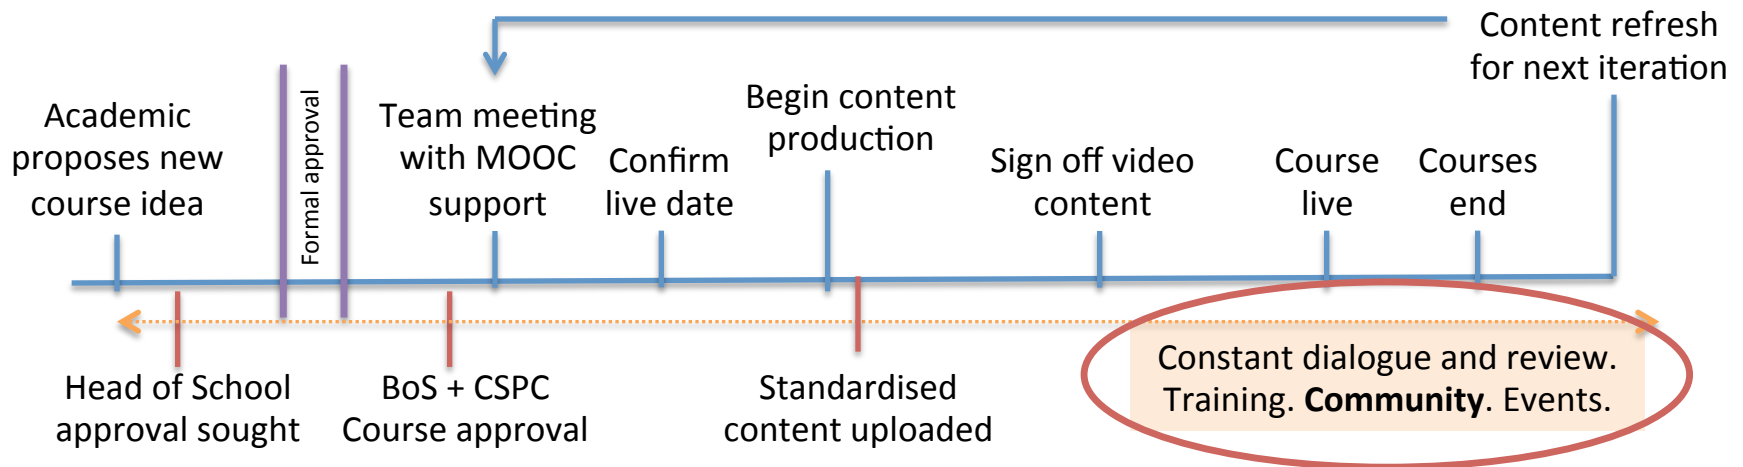 Content refresh
for next iteration
Academic
proposes new
course idea
Formal approval
Team meeting
with MOOC
support
Confirm
live date
Begin content
production
Sign off video
content
Course
live
Courses
end
Head of School
approval sought
BoS + CSPC
Course approval
Standardised
content uploaded
Constant dialogue and review.
Training. Community. Events.